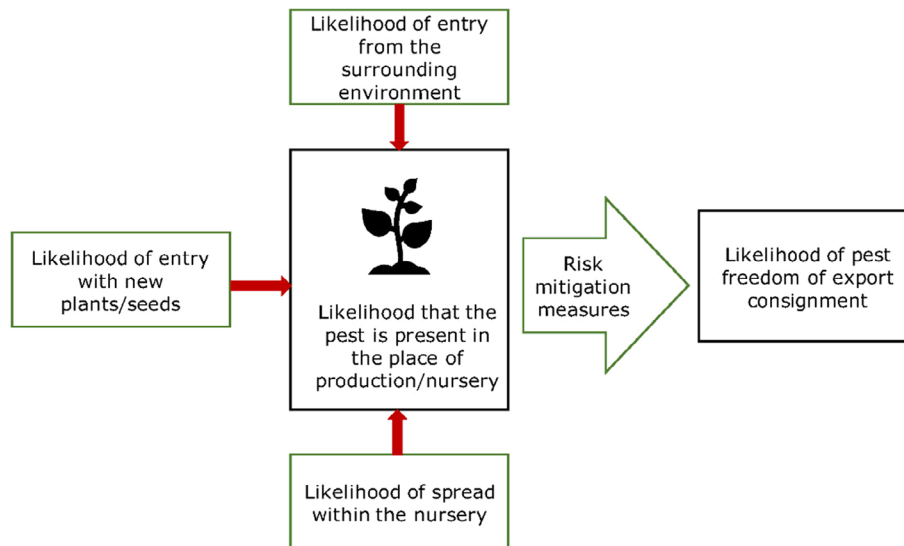 Likelihood of entry
from the
surrounding
environment
Likelihood of entry
with new
plants/seeds
Likelihood that the
pest is present in
the place of
production/nursery
Risk
mitigation
measures
Likelihood of pest
freedom of export
consignment
Likelihood of spread
within the nursery